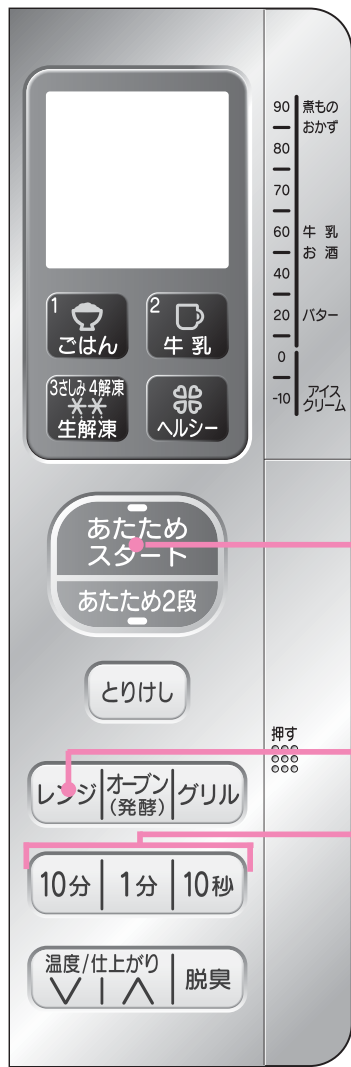 1
ごはん
2
牛乳
3さしみ 4解凍
生解凍
ヘルシー
あたため
スタート
あたため2段
とりけし
レンジ
オーブン
(発酵)
グリル
10分
1分
10秒
温度/仕上がり
脱臭
90 煮もの
おかず
80
70
60 牛乳
お酒
40
20 バター
0
-10 アイス
クリーム
押す